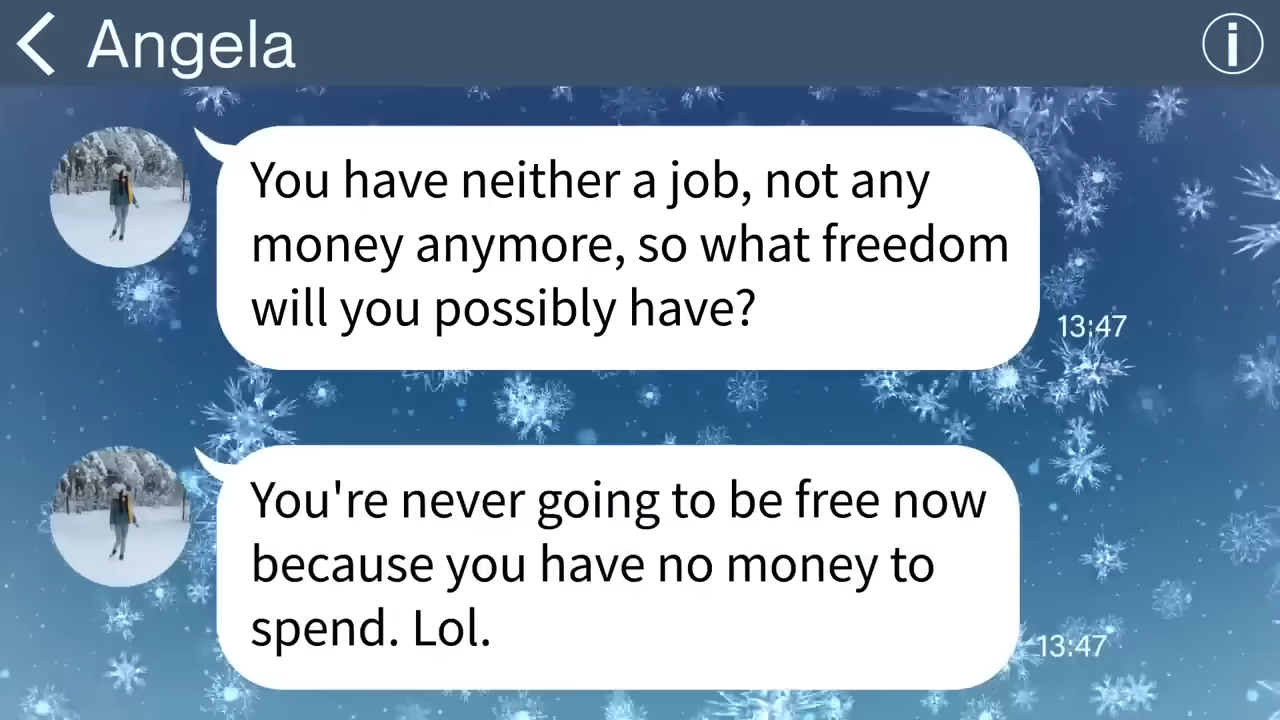 Angela
You have neither a job, not any
money anymore, so what freedom
will you possibly have?
13:47
You're never going to be free now
because you have no money to
spend. Lol.
13:47